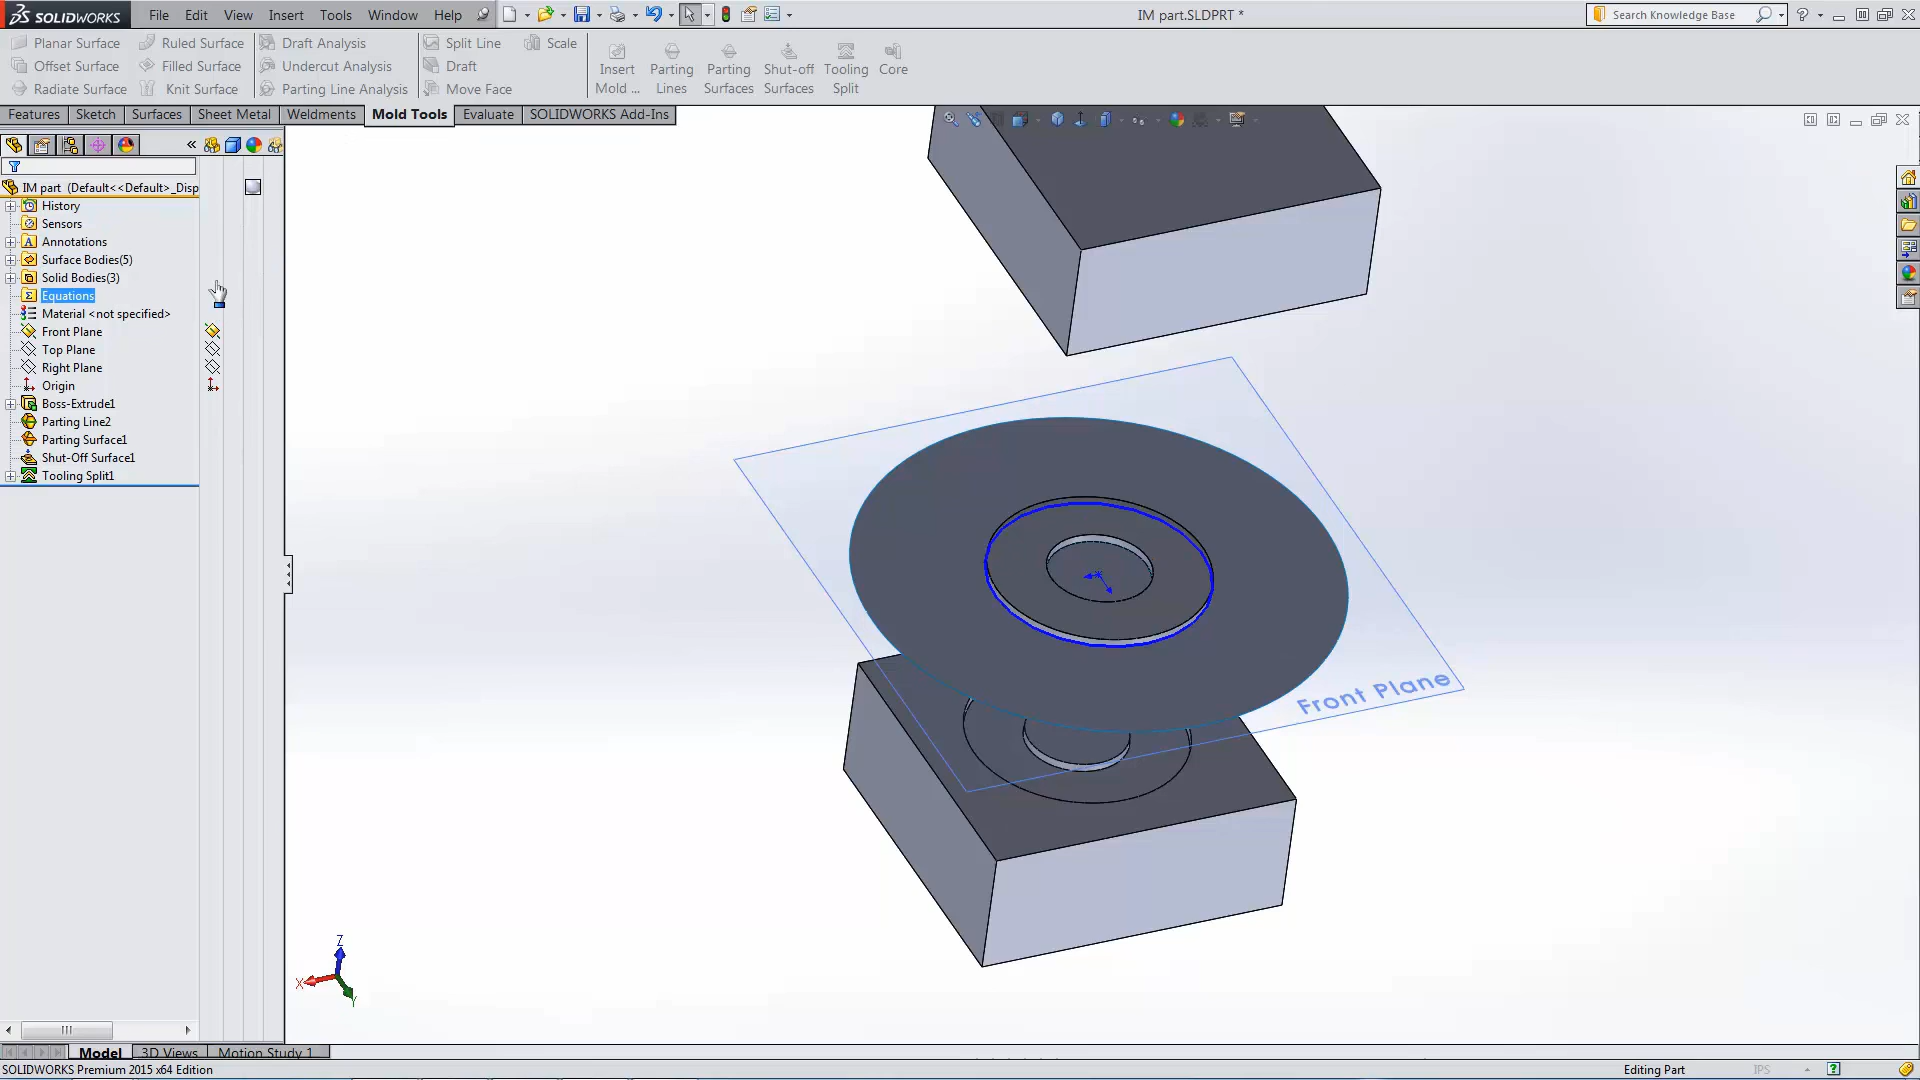 SOLIDWORKS File Edit View Insert Tools Window Help IM part.SLDPRT * Search Knowledge Base
Planar Surface Ruled Surface Draft Analysis Split Line Scale
Offset Surface Filled Surface Undercut Analysis Draft
Radiate Surface Knit Surface Parting Line Analysis Move Face
Insert Mold ... Parting Lines Parting Surfaces Shut-off Surfaces Tooling Split Core
Features Sketch Surfaces Sheet Metal Weldments Mold Tools Evaluate SOLIDWORKS Add-Ins
IM part (Default<<Default>_Disp
History
Sensors
Annotations
Surface Bodies(5)
Solid Bodies(3)
Equations
Material <not specified>
Front Plane
Top Plane
Right Plane
Origin
Boss-Extrude1
Parting Line2
Parting Surface1
Shut-Off Surface1
Tooling Split1
Front Plane
Z
X
Y
Model 3D Views Motion Study 1
SOLIDWORKS Premium 2015 x64 Edition Editing Part IPS